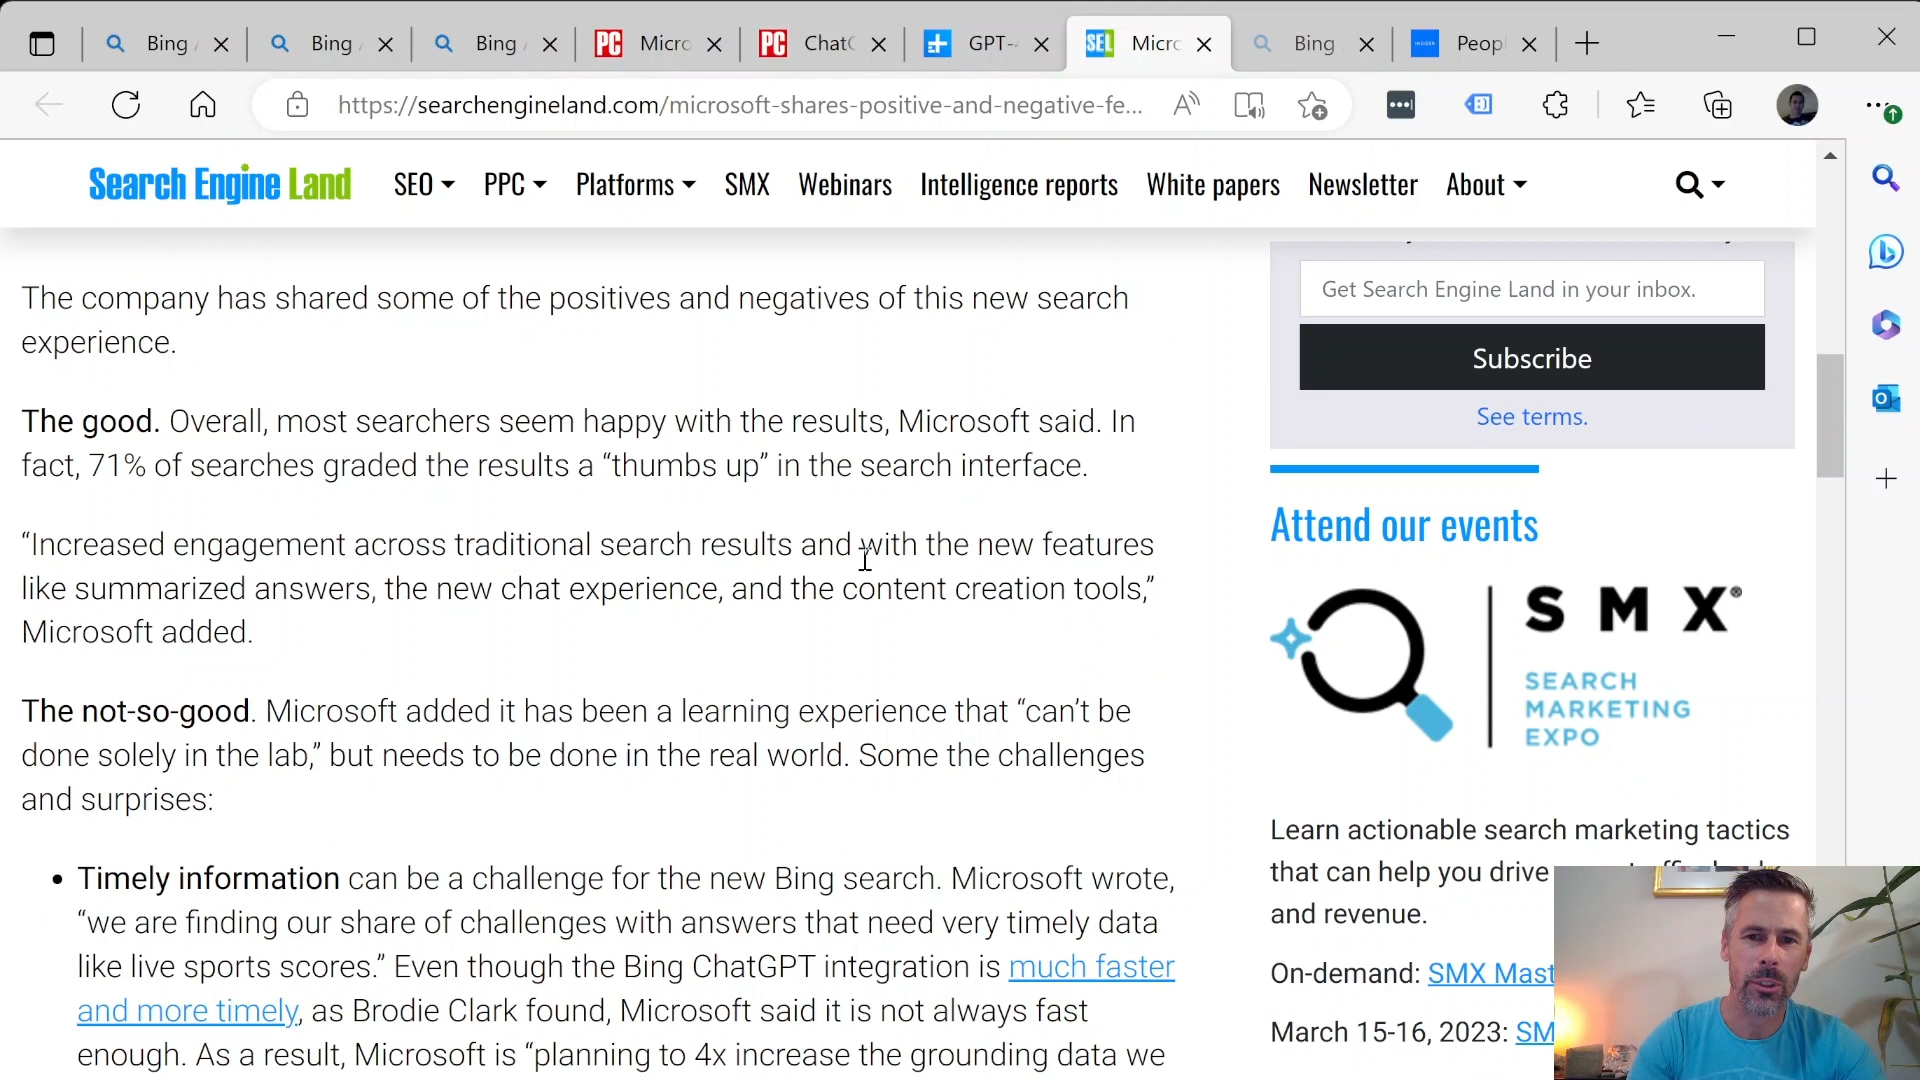 Bing
Bing
Bing
PC
Micro
PC
Chat
GPT-
SEL
Micro
Bing
INSIDER
Peopl
https://searchengineland.com/microsoft-shares-positive-and-negative-fe...
Search Engine Land
SEO
PPC
Platforms
SMX
Webinars
Intelligence reports
White papers
Newsletter
About
The company has shared some of the positives and negatives of this new search
experience.
The good. Overall, most searchers seem happy with the results, Microsoft said. In
fact, 71% of searches graded the results a “thumbs up” in the search interface.
“Increased engagement across traditional search results and with the new features
like summarized answers, the new chat experience, and the content creation tools,”
Microsoft added.
The not-so-good. Microsoft added it has been a learning experience that “can’t be
done solely in the lab,” but needs to be done in the real world. Some the challenges
and surprises:
• Timely information can be a challenge for the new Bing search. Microsoft wrote,
“we are finding our share of challenges with answers that need very timely data
like live sports scores.” Even though the Bing ChatGPT integration is much faster
and more timely, as Brodie Clark found, Microsoft said it is not always fast
enough. As a result, Microsoft is “planning to 4x increase the grounding data we
Get Search Engine Land in your inbox.
Subscribe
See terms.
Attend our events
SMX®
SEARCH
MARKETING
EXPO
Learn actionable search marketing tactics
that can help you drive
and revenue.
On-demand: SMX Mast
March 15-16, 2023: SM